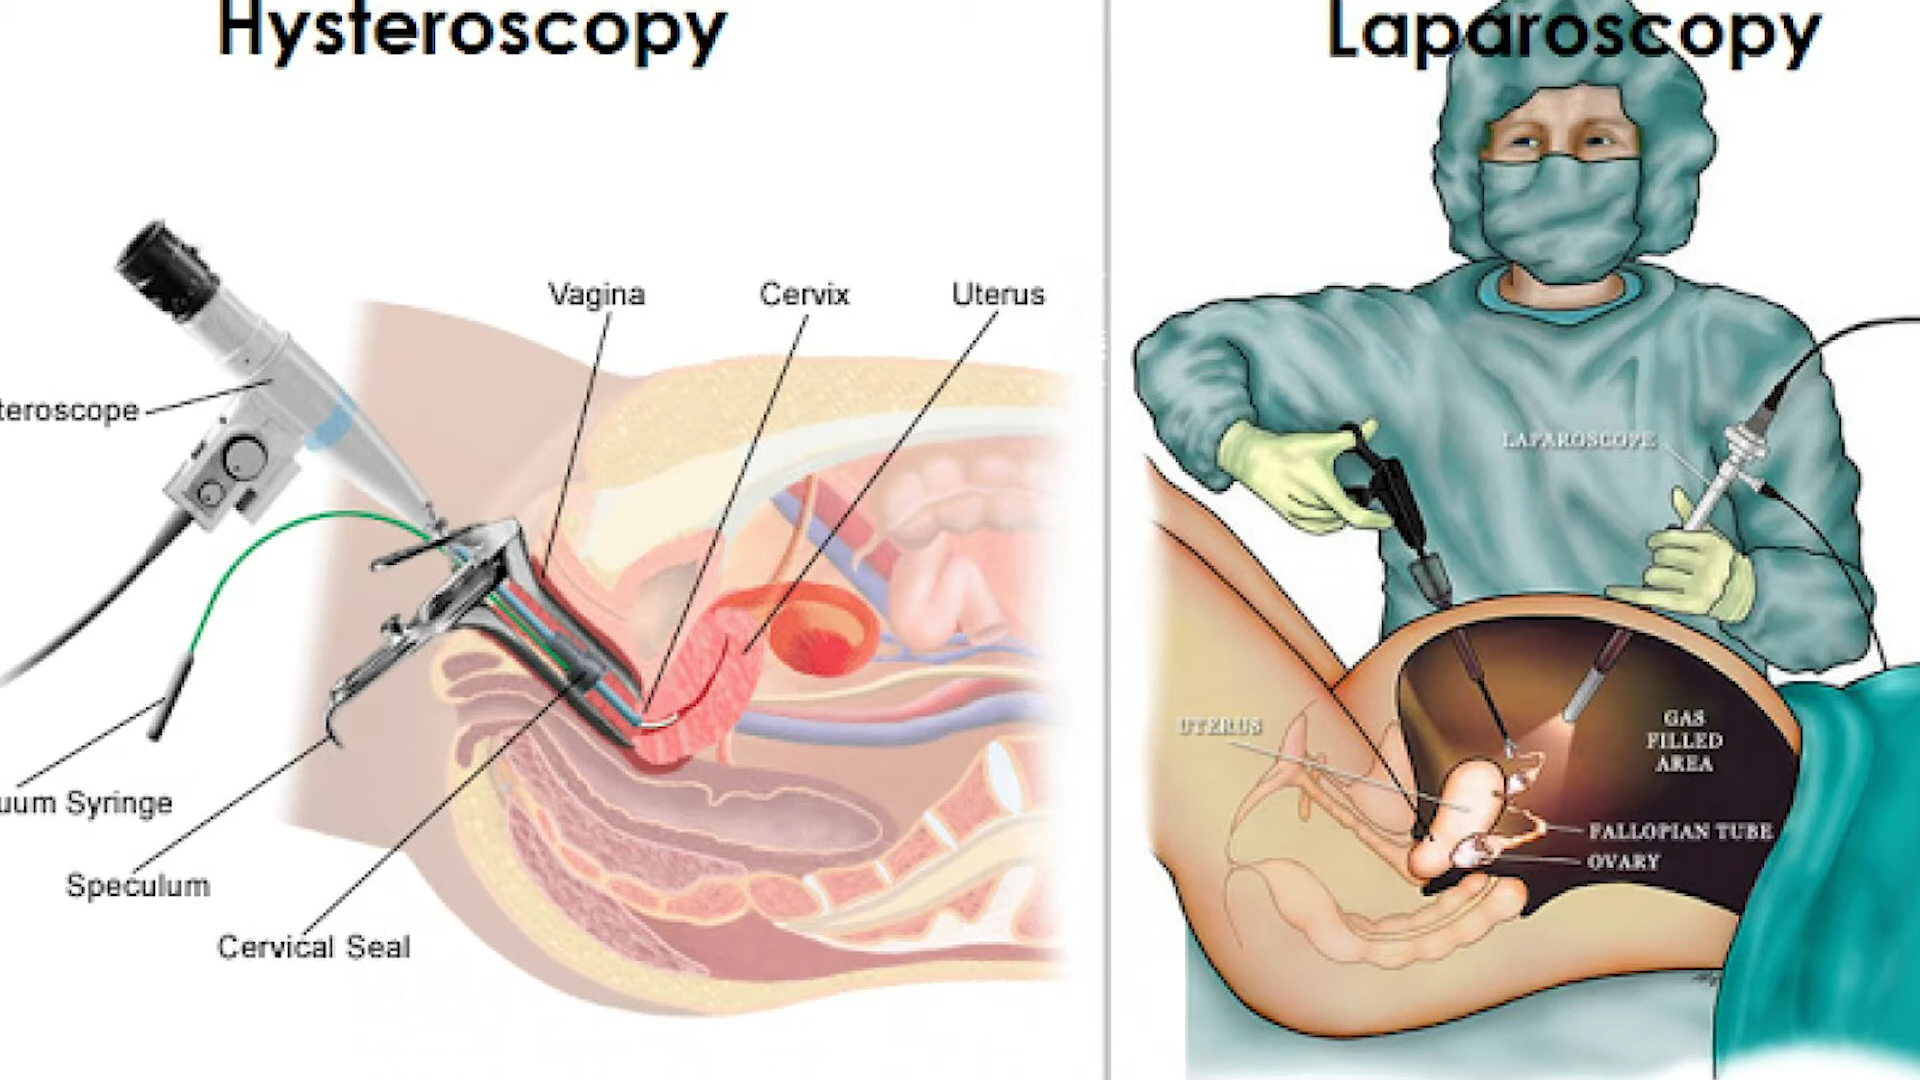 Hysteroscopy
Vagina
Cervix
Uterus
teroscope
uum Syringe
Speculum
Cervical Seal
Laparoscopy
LAPAROSCOPE
UTERUS
GAS
FILLED
AREA
FALLOPIAN TUBE
OVARY